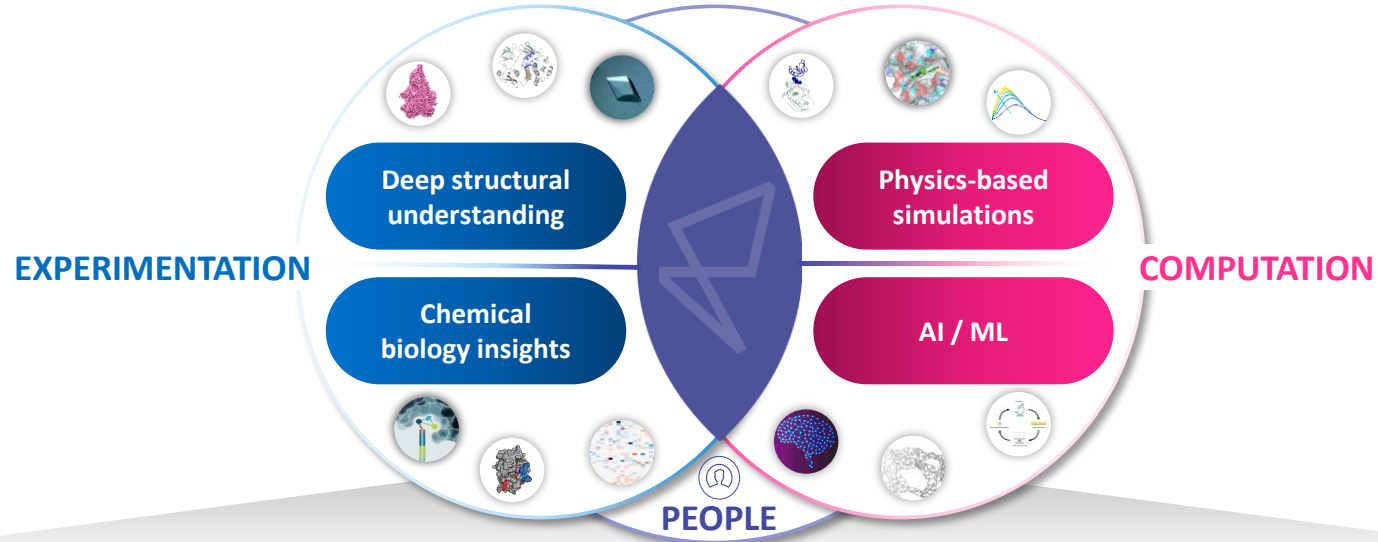 Deep structural
understanding
Physics-based
simulations
EXPERIMENTATION
COMPUTATION
Chemical
biology insights
AI / ML
PEOPLE